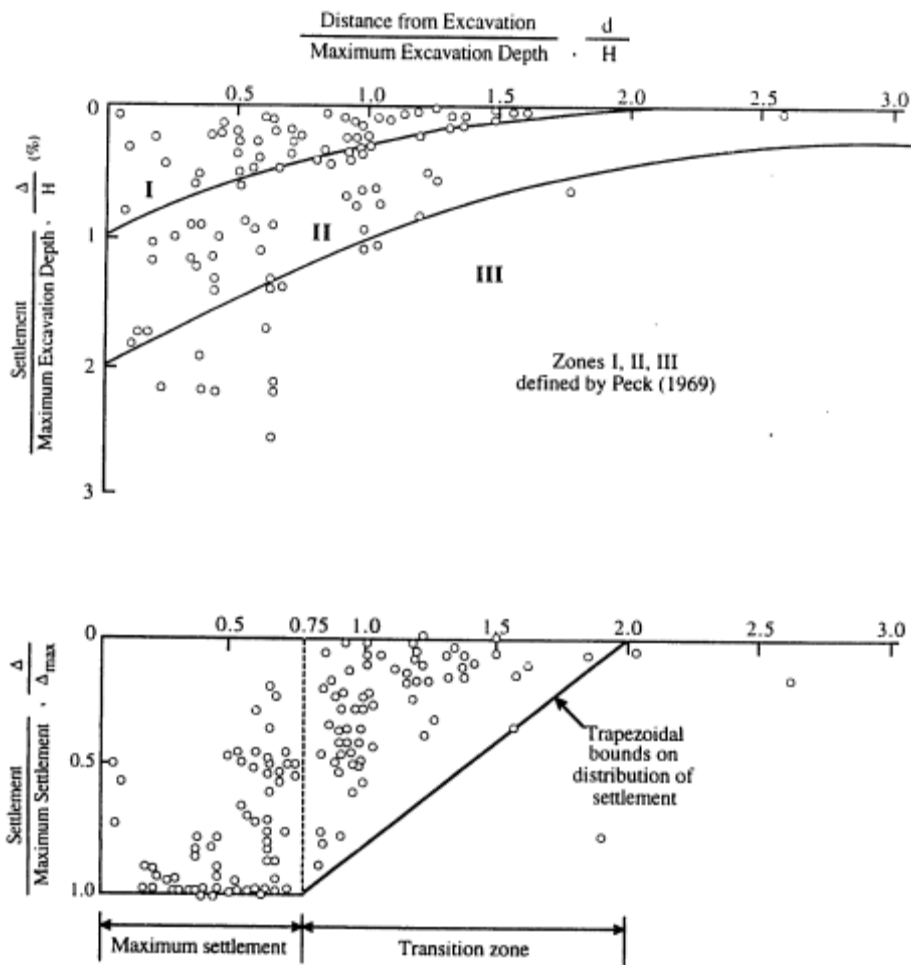 Distance from Excavation
Maximum Excavation Depth . d
H
0 0.5 1.0 1.5 2.0 2.5 3.0
0
1
2
3
Settlement
Maximum Excavation Depth . Δ
H (%)
I
II
III
Zones I, II, III
defined by Peck (1969)
0 0.5 0.75 1.0 1.5 2.0 2.5 3.0
0.5
1.0
Settlement
Maximum Settlement . Δ
Δmax
Trapezoidal
bounds on
distribution of
settlement
Maximum settlement
Transition zone